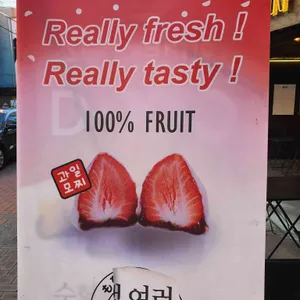 Really fresh !
Really tasty !
100% FRUIT
과일
모찌